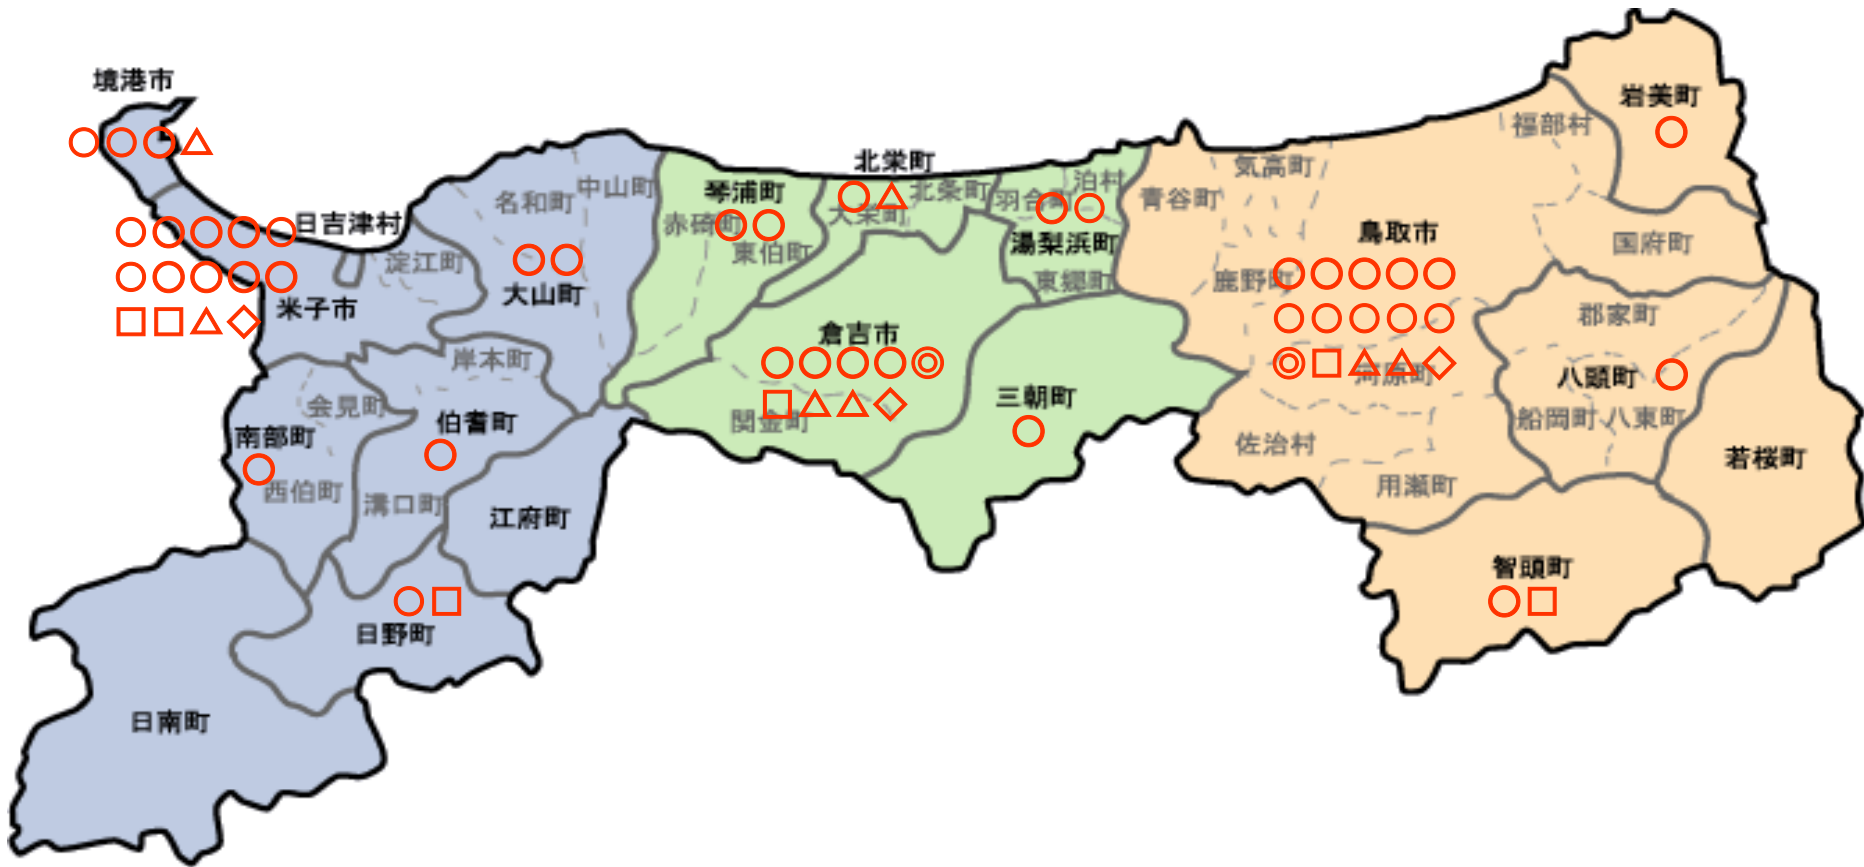 境港市
日吉津村
米子市
淀江町
名和町
中山町
大山町
岸本町
会見町
南部町
西伯町
伯耆町
溝口町
江府町
日野町
日南町
琴浦町
赤碕町
東伯町
北栄町
大栄町
北条町
羽合町
泊村
湯梨浜町
東郷町
倉吉市
関金町
三朝町
青谷町
気高町
鹿野町
鳥取市
福部村
岩美町
国府町
河原町
佐治村
用瀬町
郡家町
八頭町
船岡町
八東町
若桜町
智頭町